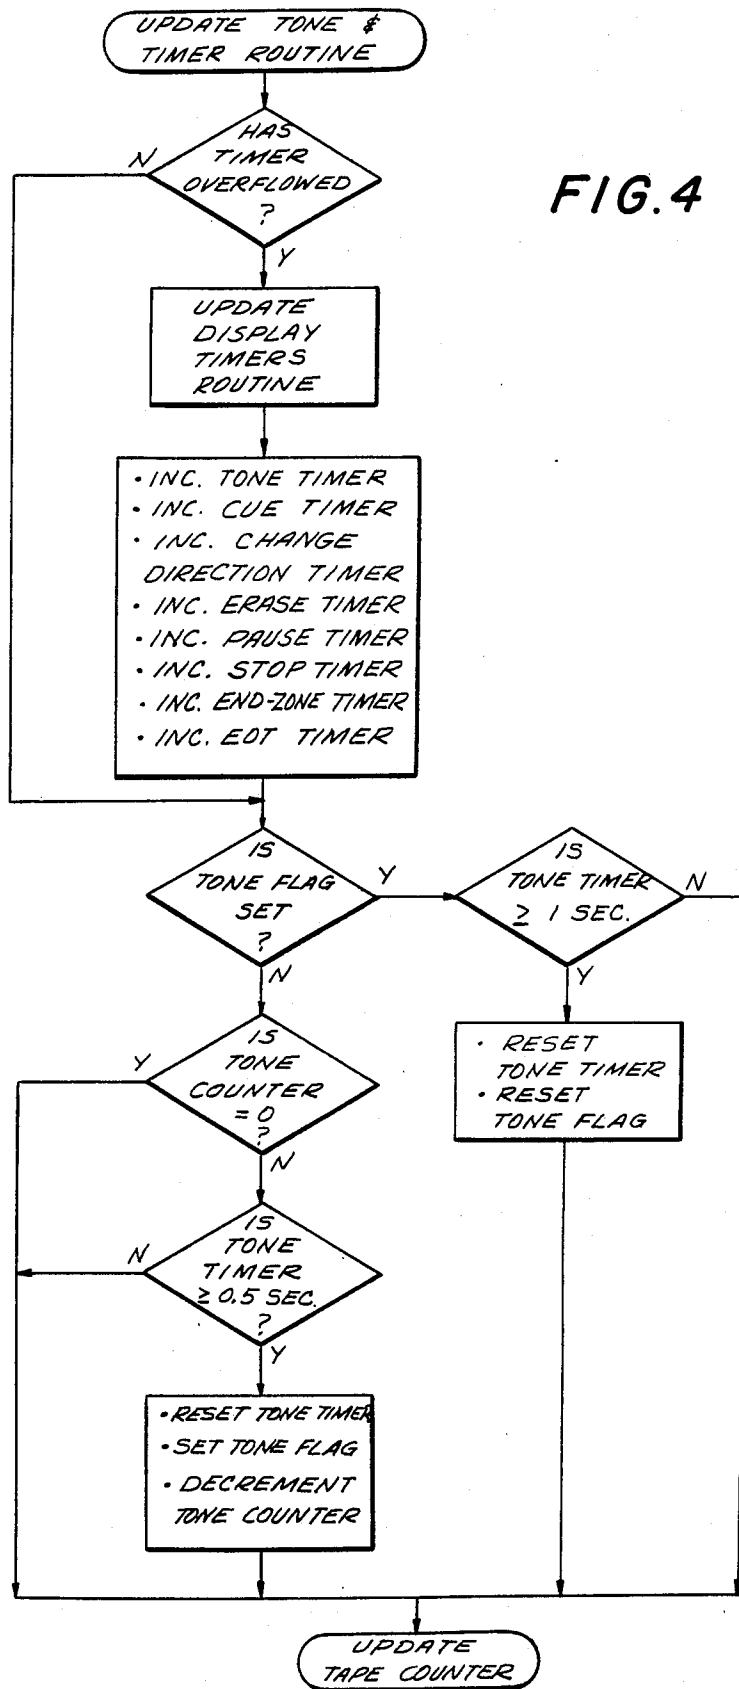 UPDATE TONE &
TIMER ROUTINE
HAS
TIMER
OVERFLOWED
?
N
Y
FIG.4
UPDATE
DISPLAY
TIMERS
ROUTINE
• INC. TONE TIMER
• INC. CUE TIMER
• INC. CHANGE
DIRECTION TIMER
• INC. ERASE TIMER
• INC. PAUSE TIMER
• INC. STOP TIMER
• INC. END-ZONE TIMER
• INC. EOT TIMER
IS
TONE FLAG
SET
?
Y
N
IS
TONE TIMER
≥ 1 SEC.
?
N
Y
• RESET
TONE TIMER
• RESET
TONE FLAG
IS
TONE
COUNTER
= 0
?
Y
N
IS
TONE
TIMER
≥ 0.5 SEC.
?
N
Y
• RESET TONE TIMER
• SET TONE FLAG
• DECREMENT
TONE COUNTER
UPDATE
TAPE COUNTER